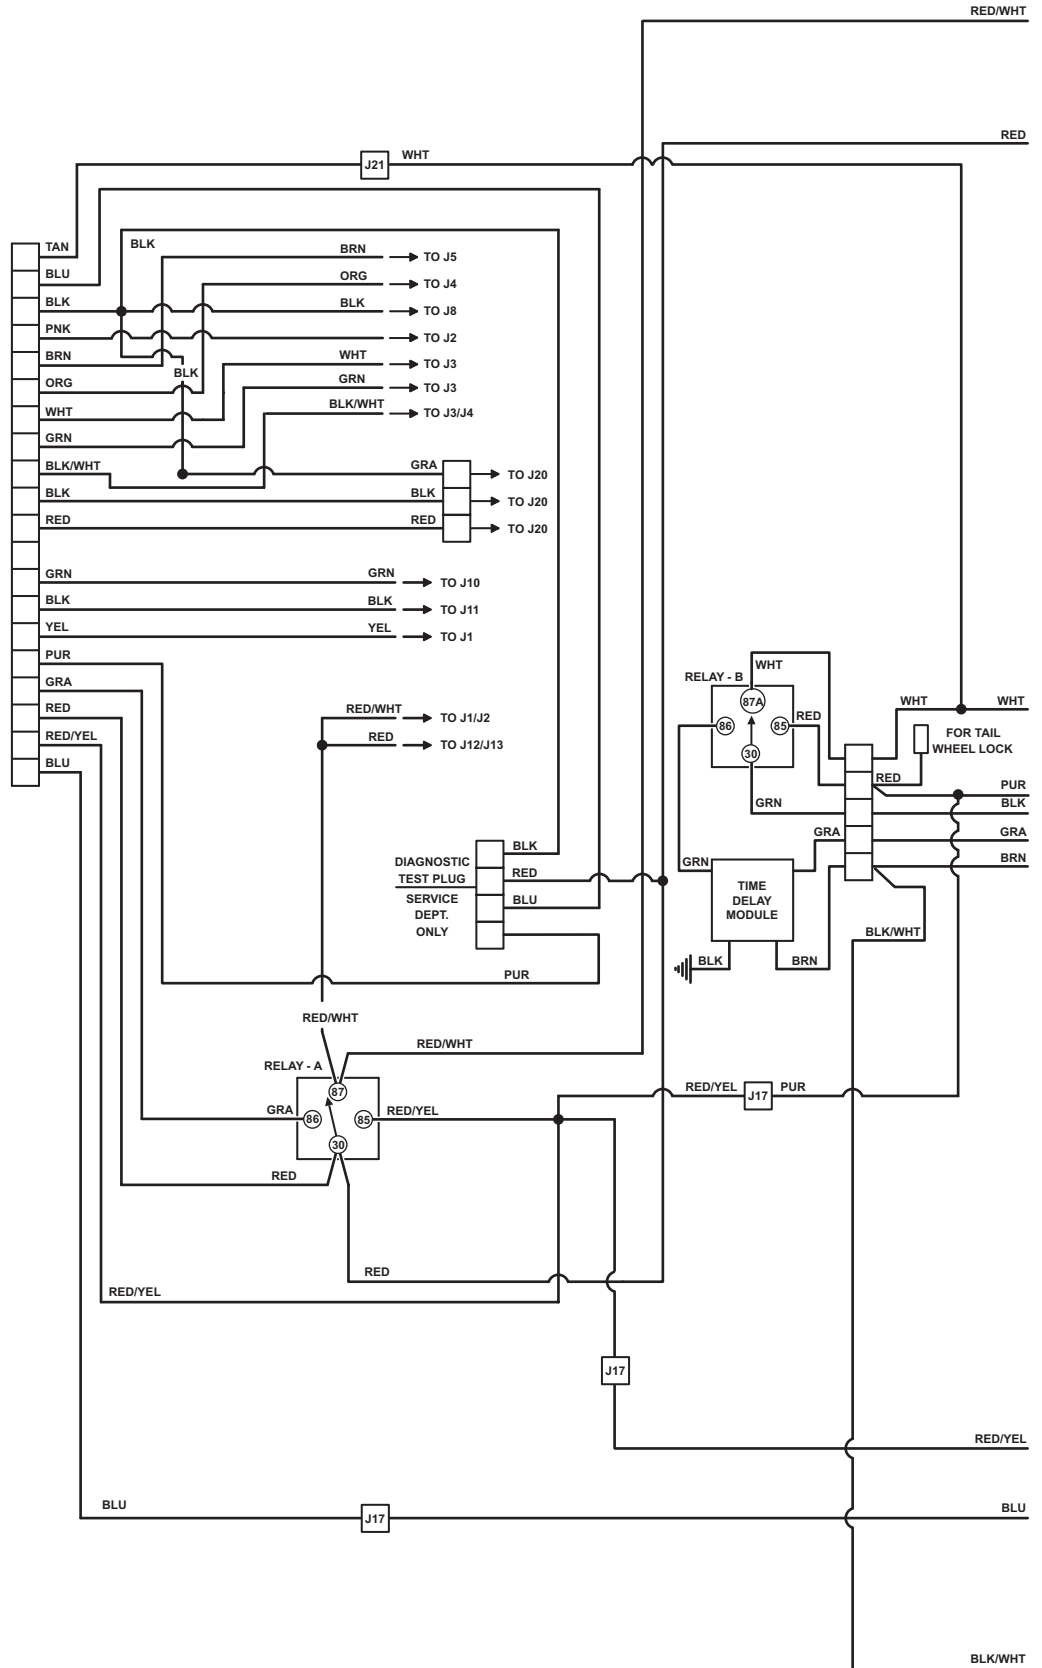 RED/WHT
RED
J21
WHT
TAN
BLK
BRN
TO J5
BLU
ORG
TO J4
BLK
BLK
TO J8
PNK
TO J2
BRN
WHT
TO J3
BLK
ORG
GRN
TO J3
WHT
BLK/WHT
TO J3/J4
GRN
BLK/WHT
GRA
TO J20
BLK
BLK
TO J20
RED
RED
TO J20
GRN
GRN
TO J10
BLK
BLK
TO J11
YEL
YEL
TO J1
PUR
GRA
RED
RED/YEL
BLU
RED/WHT
TO J1/J2
RED
TO J12/J13
WHT
RELAY - B
87A
86
85
RED
30
GRN
WHT
WHT
FOR TAIL
WHEEL LOCK
RED
PUR
BLK
GRA
GRA
BRN
GRN
TIME
DELAY
MODULE
BLK
BRN
BLK/WHT
DIAGNOSTIC
TEST PLUG
SERVICE
DEPT.
ONLY
BLK
RED
BLU
PUR
RED/WHT
RED/WHT
RELAY - A
87
GRA
86
85
RED/YEL
30
RED
RED/YEL
J17
PUR
RED
RED/YEL
J17
RED/YEL
BLU
J17
BLU
BLK/WHT